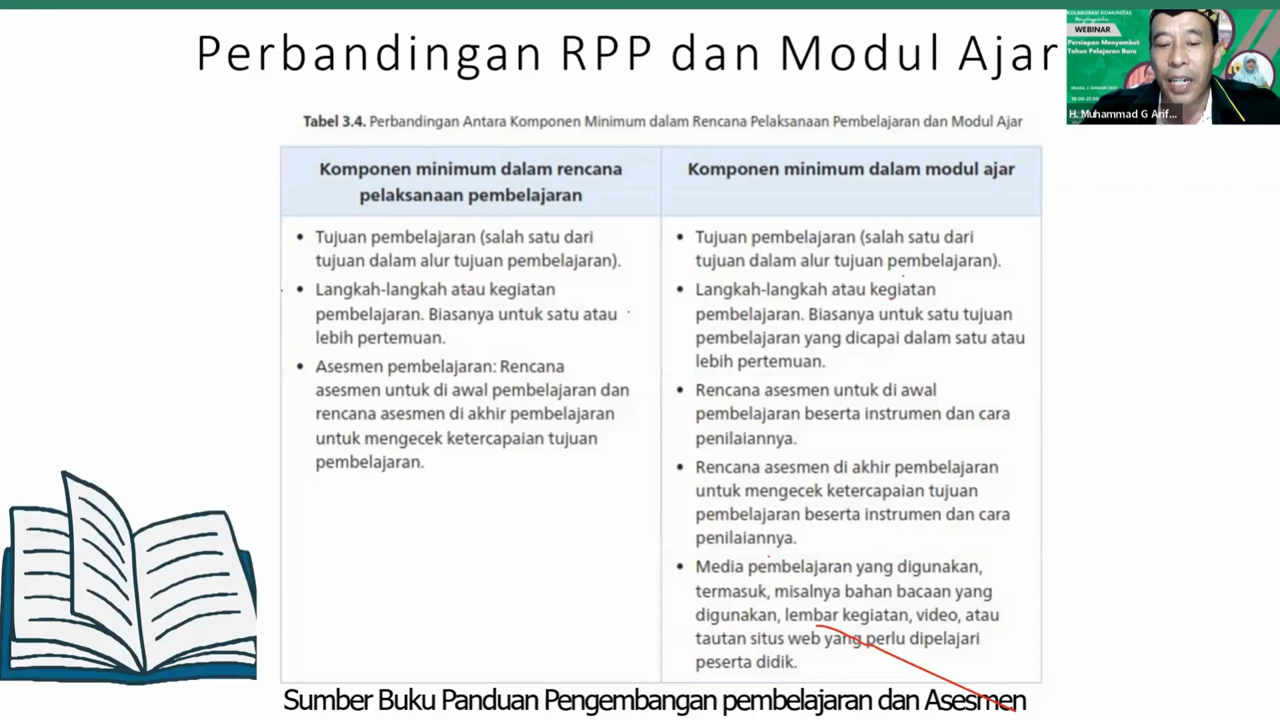 Perbandingan RPP dan Modul Ajar
KOLABORASI KOMUNITAS
WEBINAR
Persiapan Menyambut
Tahun Pelajaran Baru
H. Muhammad G Arif...
Tabel 3.4. Perbandingan Antara Komponen Minimum dalam Rencana Pelaksanaan Pembelajaran dan Modul Ajar
Komponen minimum dalam rencana
pelaksanaan pembelajaran
• Tujuan pembelajaran (salah satu dari
tujuan dalam alur tujuan pembelajaran).
• Langkah-langkah atau kegiatan
pembelajaran. Biasanya untuk satu atau
lebih pertemuan.
• Asesmen pembelajaran: Rencana
asesmen untuk di awal pembelajaran dan
rencana asesmen di akhir pembelajaran
untuk mengecek ketercapaian tujuan
pembelajaran.
Komponen minimum dalam modul ajar
• Tujuan pembelajaran (salah satu dari
tujuan dalam alur tujuan pembelajaran).
• Langkah-langkah atau kegiatan
pembelajaran. Biasanya untuk satu tujuan
pembelajaran yang dicapai dalam satu atau
lebih pertemuan.
• Rencana asesmen untuk di awal
pembelajaran beserta instrumen dan cara
penilaiannya.
• Rencana asesmen di akhir pembelajaran
untuk mengecek ketercapaian tujuan
pembelajaran beserta instrumen dan cara
penilaiannya.
• Media pembelajaran yang digunakan,
termasuk, misalnya bahan bacaan yang
digunakan, lembar kegiatan, video, atau
tautan situs web yang perlu dipelajari
peserta didik.
Sumber Buku Panduan Pengembangan pembelajaran dan Asesmen